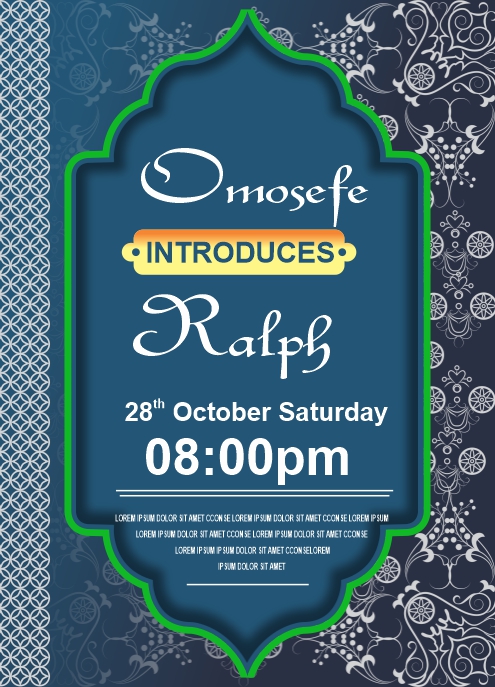 Omosefe
INTRODUCES
Ralph
28th October Saturday
08:00pm
LOREM IPSUM DOLOR SIT AMET CCONSE LOREM IPSUM DOLOR SIT AMET CCONSE LOREM IPSUM
LOREM IPSUM DOLOR SIT AMET CCONSE LOREM IPSUM DOLOR SIT AMET CCONSE
LOREM IPSUM DOLOR SIT AMET CCONSELOREM
IPSUM DOLOR SIT AMET